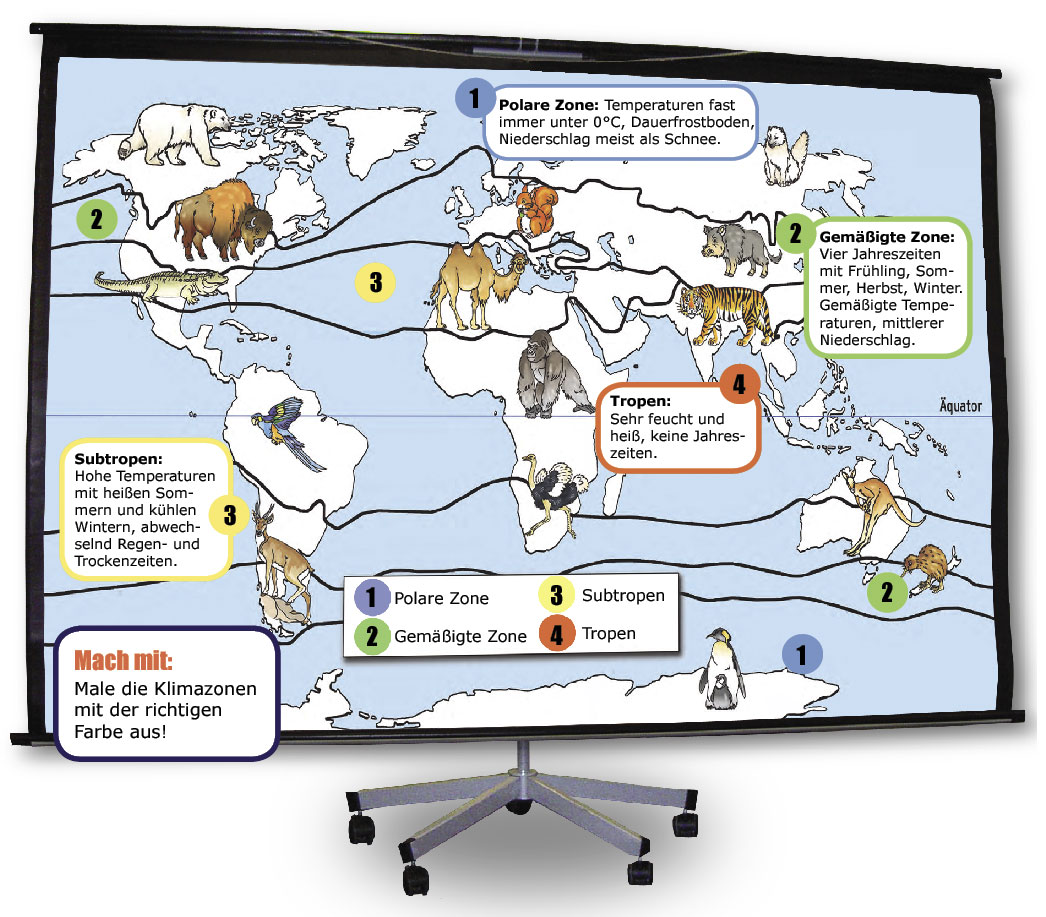 1
Polare Zone: Temperaturen fast
immer unter 0°C, Dauerfrostboden,
Niederschlag meist als Schnee.
2
2
Gemäßigte Zone:
Vier Jahreszeiten
mit Frühling, Som-
mer, Herbst, Winter.
Gemäßigte Tempe-
raturen, mittlerer
Niederschlag.
3
4
Tropen:
Sehr feucht und
heiß, keine Jahres-
zeiten.
Äquator
Subtropen:
Hohe Temperaturen
mit heißen Som-
mern und kühlen
Wintern, abwech-
selnd Regen- und
Trockenzeiten.
3
2
1 Polare Zone
3 Subtropen
2 Gemäßigte Zone
4 Tropen
1
Mach mit:
Male die Klimazonen
mit der richtigen
Farbe aus!